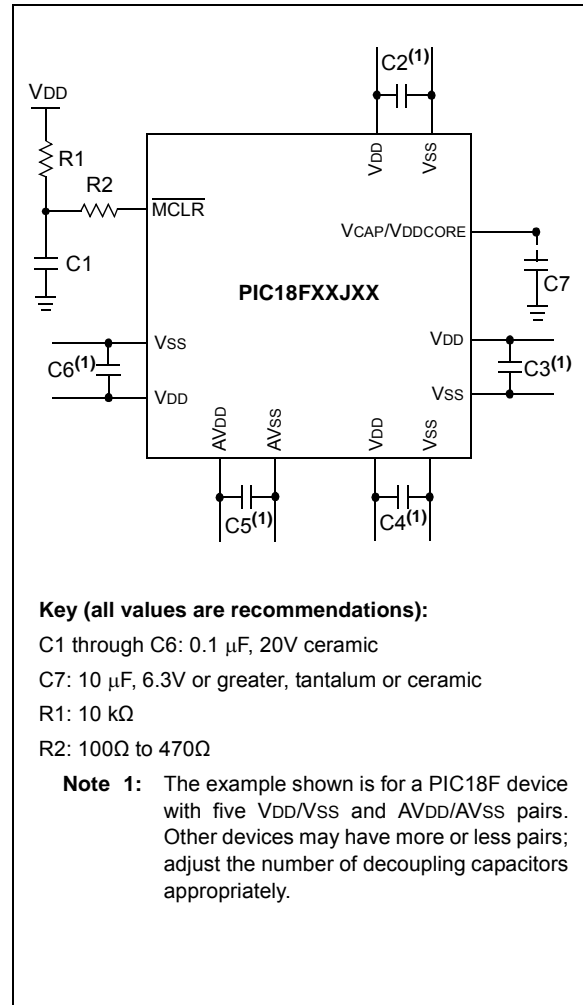 C2(1)
VDD
VDD
VSS
R1
R2
MCLR
VCAP/VDDCORE
C1
C7
PIC18FXXJXX
VSS
VDD
C6(1)
C3(1)
VDD
VSS
AVDD
AVSS
VDD
VSS
C5(1)
C4(1)
Key (all values are recommendations):
C1 through C6: 0.1 μF, 20V ceramic
C7: 10 μF, 6.3V or greater, tantalum or ceramic
R1: 10 kΩ
R2: 100Ω to 470Ω
Note 1: The example shown is for a PIC18F device
with five VDD/VSS and AVDD/AVSS pairs.
Other devices may have more or less pairs;
adjust the number of decoupling capacitors
appropriately.